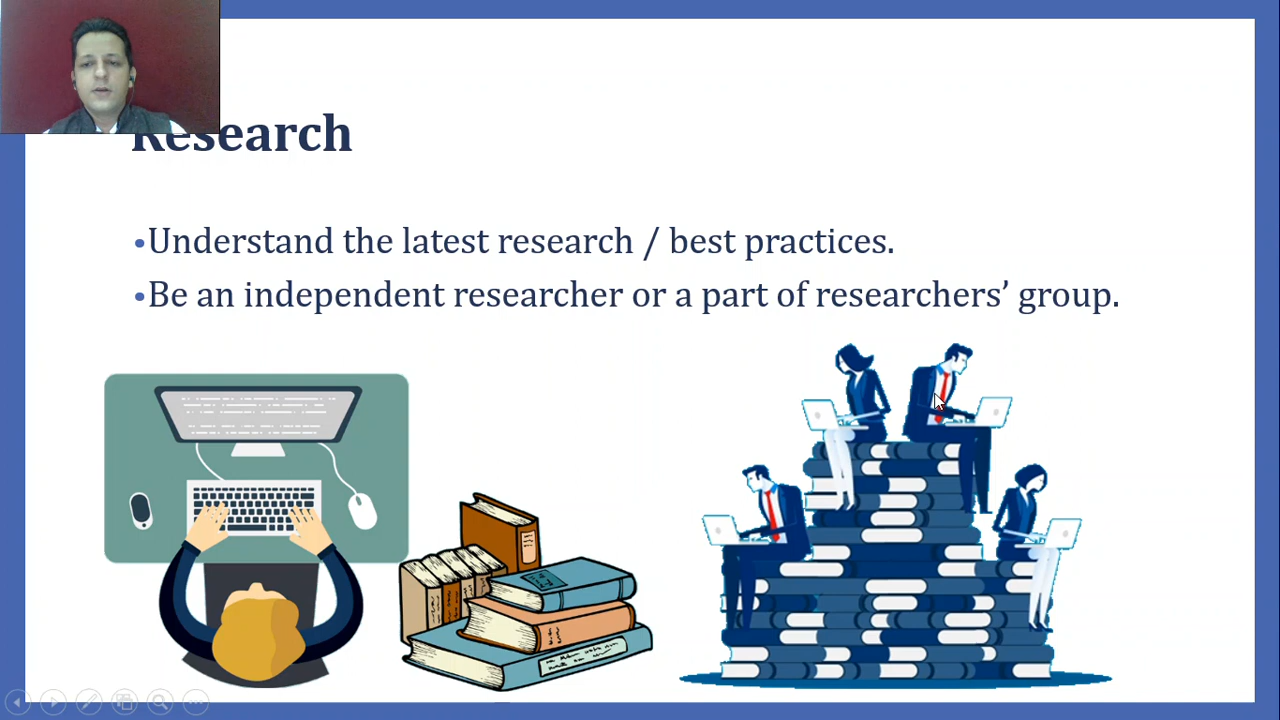 Research
•Understand the latest research / best practices.
•Be an independent researcher or a part of researchers’ group.